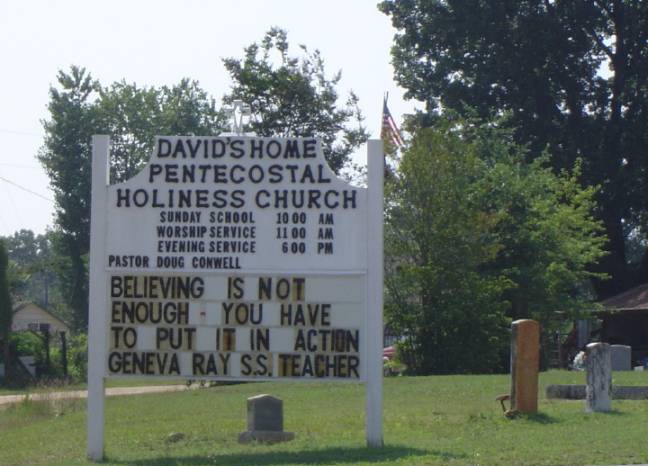 DAVID'S HOME
PENTECOSTAL
HOLINESS CHURCH
SUNDAY SCHOOL 10 00 AM
WORSHIP SERVICE 11 00 AM
EVENING SERVICE 6 00 PM
PASTOR DOUG CONWELL
BELIEVING IS NOT
ENOUGH YOU HAVE
TO PUT IT IN ACTION
GENEVA RAY S.S. TEACHER